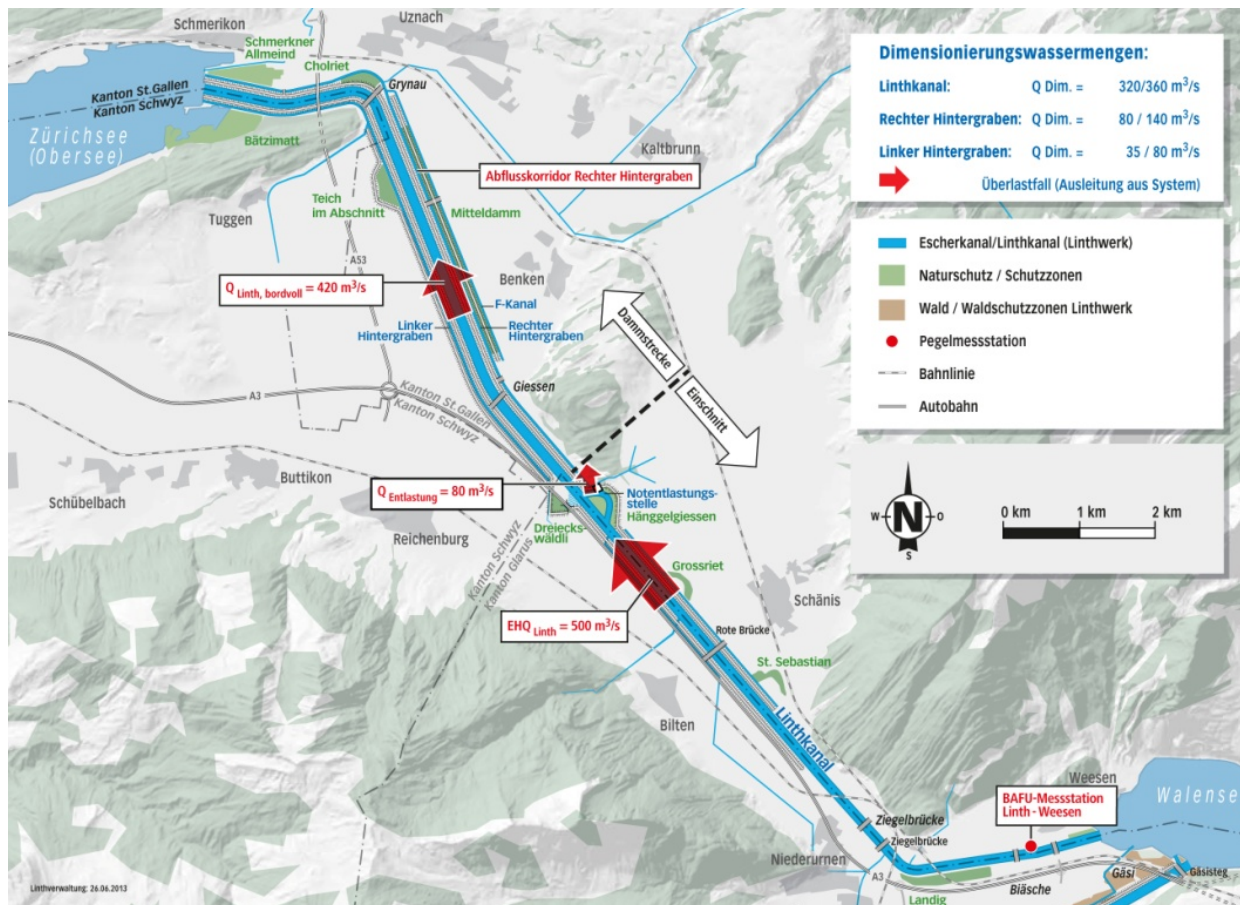 Schmerikon
Uznach
Schmerkner
Allmeind
Cholriet
Grynau
Kanton St.Gallen
Kanton Schwyz
Zürichsee
(Obersee)
Bätzimatt
Kaltbrunn
Abflusskorridor Rechter Hintergraben
Teich
im Abschnitt
Mitteldamm
Tuggen
A53
Benken
Q Linth, bordvoll = 420 m³/s
F-Kanal
Linker
Hintergraben
Rechter
Hintergraben
Dammstrecke
Einschnitt
Giessen
A3
Kanton St.Gallen
Kanton Schwyz
Buttikon
Schübelbach
Q Entlastung = 80 m³/s
Notentlastungs-
stelle
Hänggelgiessen
Dreiecks-
wäldli
Reichenburg
Kanton Schwyz
Kanton Glarus
Grossriet
Schänis
EHQ Linth = 500 m³/s
Rote Brücke
St. Sebastian
Bilten
Linthkanal
Weesen
BAFU-Messstation
Linth - Weesen
Walense
Ziegelbrücke
Ziegelbrücke
Niederurnen
A3
Biäsche
Gäsi
Gäsisteg
Landig
Linthverwaltung: 26.06.2013
Dimensionierungswassermengen:
Linthkanal: Q Dim. = 320/360 m³/s
Rechter Hintergraben: Q Dim. = 80 / 140 m³/s
Linker Hintergraben: Q Dim. = 35 / 80 m³/s
Überlastfall (Ausleitung aus System)
Escherkanal/Linthkanal (Linthwerk)
Naturschutz / Schutzzonen
Wald / Waldschutzzonen Linthwerk
Pegelmessstation
Bahnlinie
Autobahn
W N O
S
0 km 1 km 2 km